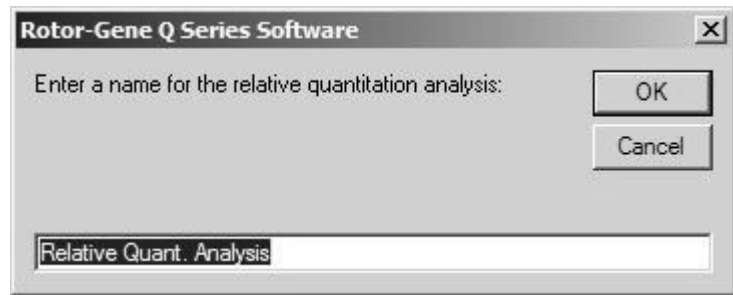 Rotor-Gene Q Series Software
Enter a name for the relative quantitation analysis:
OK
Cancel
Relative Quant. Analysis